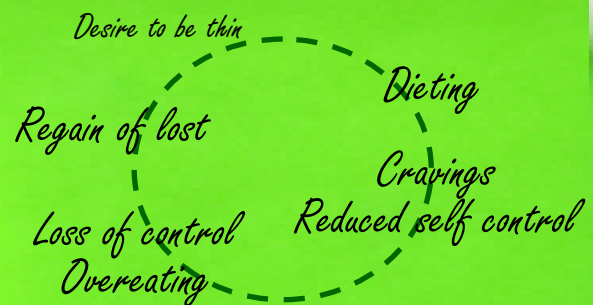 Desire to be thin
Dieting
Cravings
Reduced self control
Loss of control
Overeating
Regain of lost